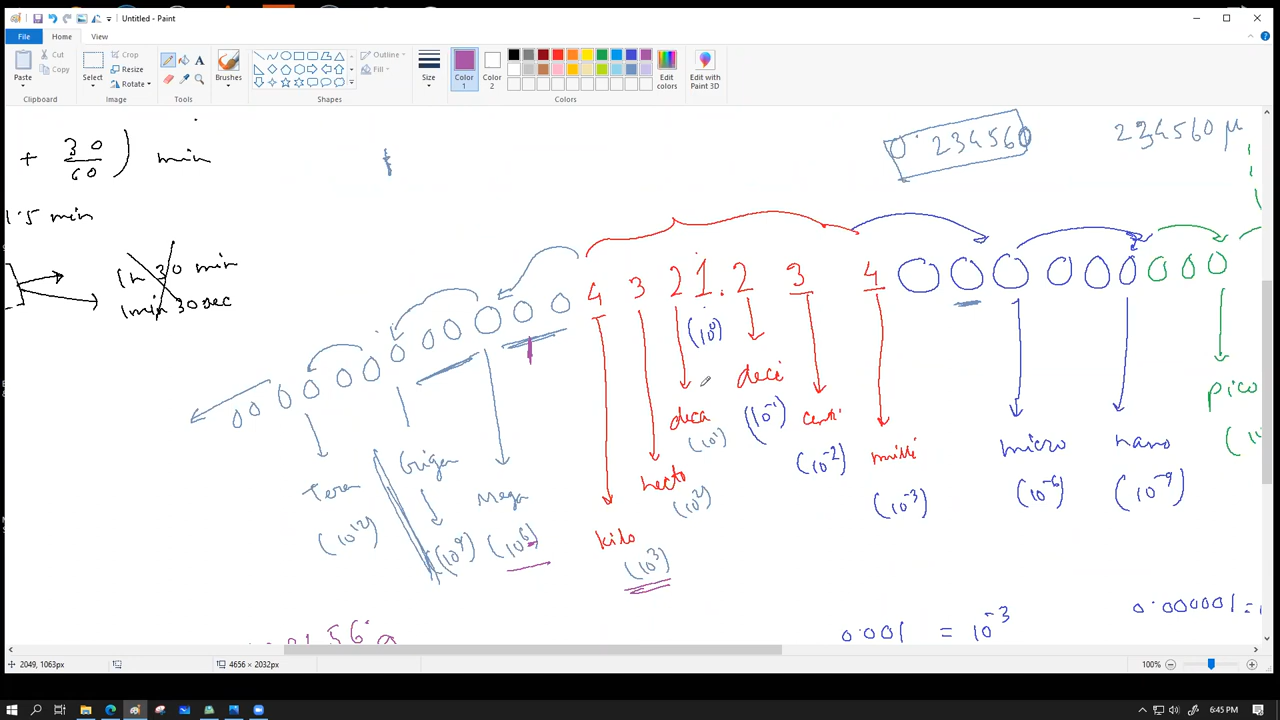 Untitled - Paint
File Home View
Paste
Cut
Copy
Clipboard
Select
Crop
Resize
Rotate
Image
Tools
Brushes
Shapes
Outline
Fill
Size
Color 1
Color 2
Edit colors
Edit with Paint 3D
Colors
+ 30/60 ) min
1.5 min
1h 30 min
1min 30 sec
0.234560
234560 μ
0 0 0 0 0 0 0 0 0 0 0 0 4 3 2 1 . 2 3 4 0 0 0 0 0 0 0 0 0
(10⁰)
deci
(10⁻¹)
deca
(10¹)
centi
(10⁻²)
milli
(10⁻³)
micro
(10⁻⁶)
nano
(10⁻⁹)
pico
hecto
(10²)
kilo
(10³)
Mega
(10⁶)
Giga
(10⁹)
Tera
(10¹²)
0.001 = 10⁻³
0.000001 =
2049, 1063px
4656 × 2032px
100%
6:45 PM